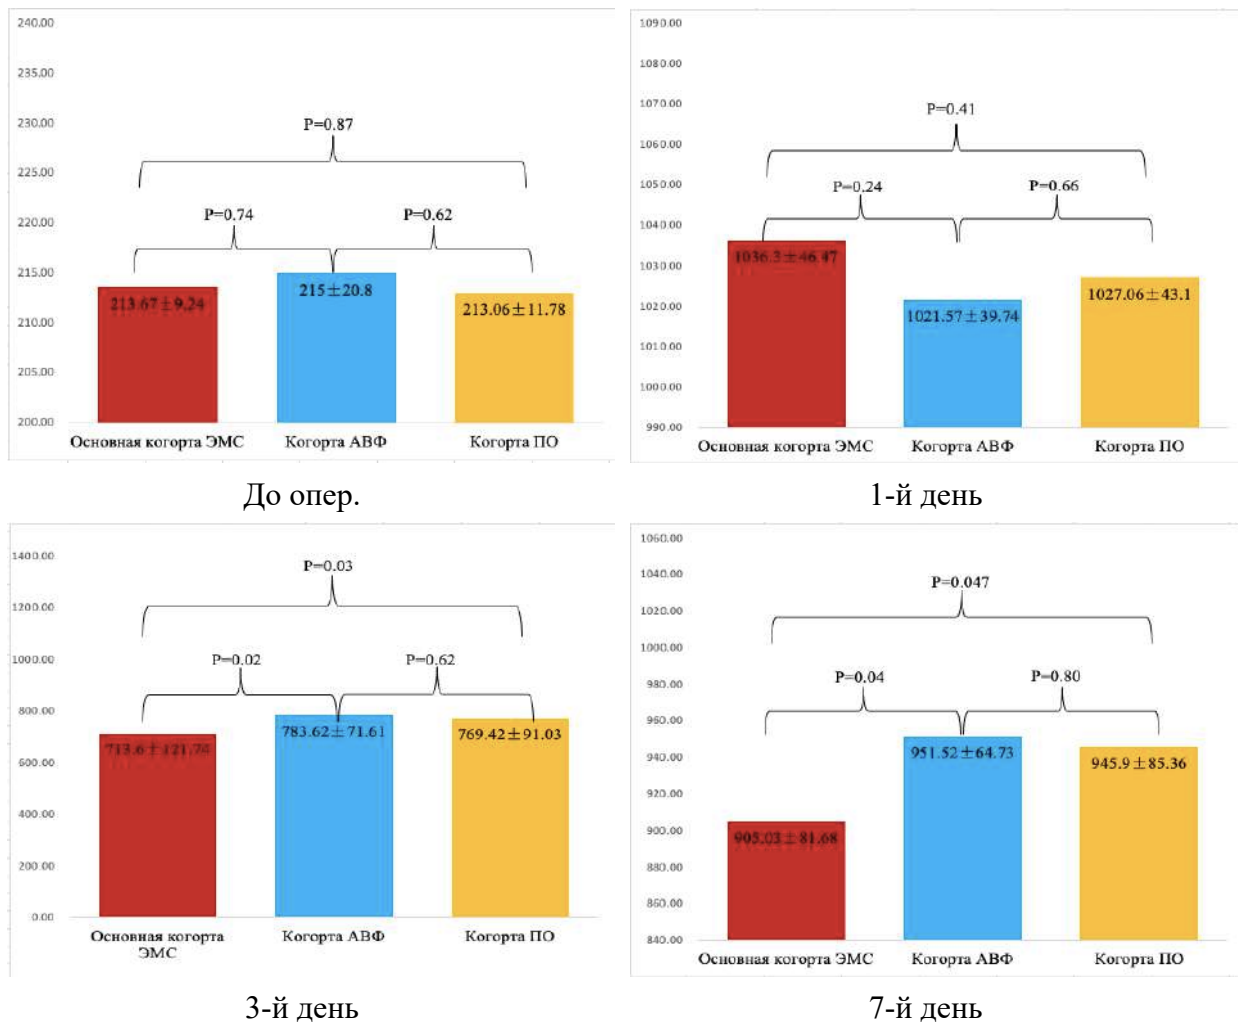 240.00
235.00
230.00
225.00
220.00
215.00
210.00
205.00
200.00
P=0.87
P=0.74
P=0.62
213.67±9.24
215±20.8
213.06±11.78
Основная когорта ЭМС
Когорта АВФ
Когорта ПО
До опер.
1090.00
1080.00
1070.00
1060.00
1050.00
1040.00
1030.00
1020.00
1010.00
1000.00
990.00
P=0.41
P=0.24
P=0.66
1036.3±46.47
1021.57±39.74
1027.06±43.1
Основная когорта ЭМС
Когорта АВФ
Когорта ПО
1-й день
1400.00
1200.00
1000.00
800.00
600.00
400.00
200.00
0.00
P=0.03
P=0.02
P=0.62
713.6±121.74
783.62±71.61
769.42±91.03
Основная когорта
ЭМС
Когорта АВФ
Когорта ПО
3-й день
1060.00
1040.00
1020.00
1000.00
980.00
960.00
940.00
920.00
900.00
880.00
860.00
840.00
P=0.047
P=0.04
P=0.80
905.03±81.68
951.52±64.73
945.9±85.36
Основная когорта ЭМС
Когорта АВФ
Когорта ПО
7-й день